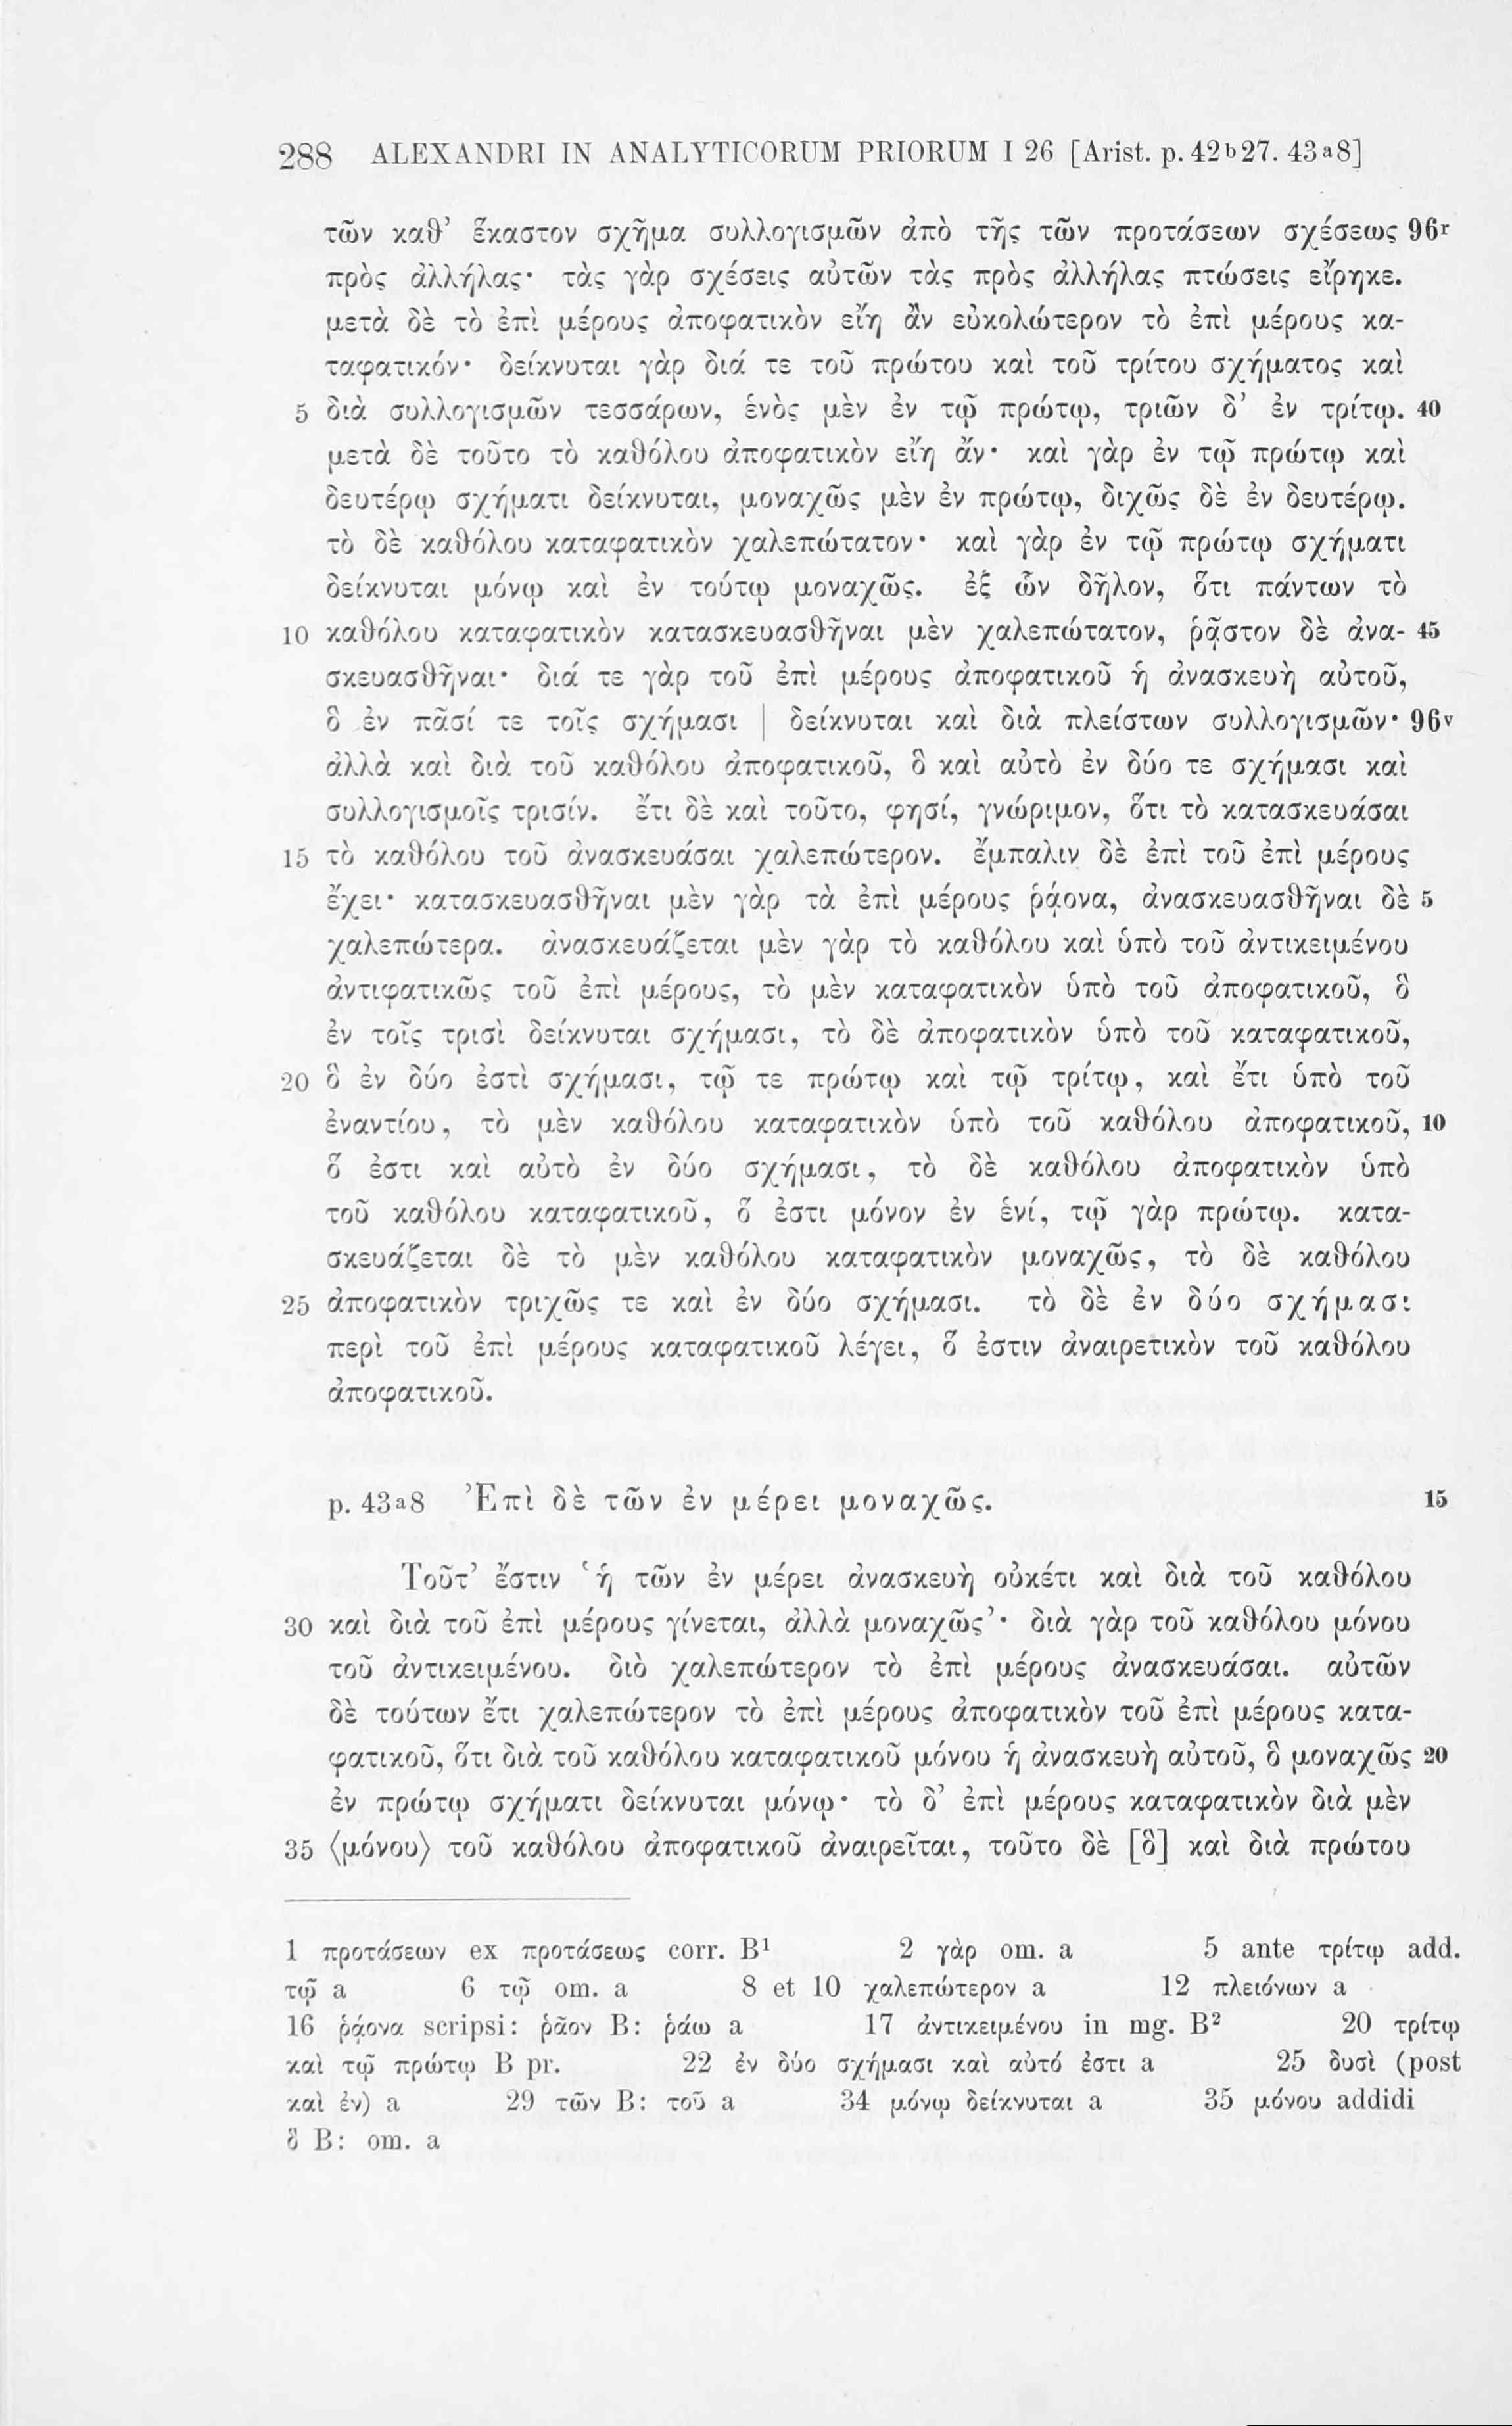 288 ALEXANDRI IN ANALYTICORUM PRIORUM I 26 [Arist. p. 42b27. 43a8]
τῶν καθ’ ἕκαστον σχῆμα συλλογισμῶν ἀπὸ τῆς τῶν προτάσεων σχέσεως 96r
πρὸς ἀλλήλας· τὰς γὰρ σχέσεις αὐτῶν τὰς πρὸς ἀλλήλας πτώσεις εἴρηκε.
μετὰ δὲ τὸ ἐπὶ μέρους ἀποφατικὸν εἴη ἂν εὐκολώτερον τὸ ἐπὶ μέρους κα-
ταφατικόν· δείκνυται γὰρ διά τε τοῦ πρώτου καὶ τοῦ τρίτου σχήματος καὶ
5 διὰ συλλογισμῶν τεσσάρων, ἑνὸς μὲν ἐν τῷ πρώτῳ, τριῶν δ’ ἐν τρίτῳ. 40
μετὰ δὲ τοῦτο τὸ καθόλου ἀποφατικὸν εἴη ἄν· καὶ γὰρ ἐν τῷ πρώτῳ καὶ
δευτέρῳ σχήματι δείκνυται, μοναχῶς μὲν ἐν πρώτῳ, διχῶς δὲ ἐν δευτέρῳ.
τὸ δὲ καθόλου καταφατικὸν χαλεπώτατον· καὶ γὰρ ἐν τῷ πρώτῳ σχήματι
δείκνυται μόνῳ καὶ ἐν τούτῳ μοναχῶς. ἐξ ὧν δῆλον, ὅτι πάντων τὸ
10 καθόλου καταφατικὸν κατασκευασθῆναι μὲν χαλεπώτατον, ῥᾷστον δὲ ἀνα- 45
σκευασθῆναι· διά τε γὰρ τοῦ ἐπὶ μέρους ἀποφατικοῦ ἡ ἀνασκευὴ αὐτοῦ,
ὃ ἐν πᾶσί τε τοῖς σχήμασι | δείκνυται καὶ διὰ πλείστων συλλογισμῶν· 96v
ἀλλὰ καὶ διὰ τοῦ καθόλου ἀποφατικοῦ, ὃ καὶ αὐτὸ ἐν δύο τε σχήμασι καὶ
συλλογισμοῖς τρισίν. ἔτι δὲ καὶ τοῦτο, φησί, γνώριμον, ὅτι τὸ κατασκευάσαι
15 τὸ καθόλου τοῦ ἀνασκευάσαι χαλεπώτερον. ἔμπαλιν δὲ ἐπὶ τοῦ ἐπὶ μέρους
ἔχει· κατασκευασθῆναι μὲν γὰρ τὰ ἐπὶ μέρους ῥᾴονα, ἀνασκευασθῆναι δὲ 5
χαλεπώτερα. ἀνασκευάζεται μὲν γὰρ τὸ καθόλου καὶ ὑπὸ τοῦ ἀντικειμένου
ἀντιφατικῶς τοῦ ἐπὶ μέρους, τὸ μὲν καταφατικὸν ὑπὸ τοῦ ἀποφατικοῦ, ὃ
ἐν τοῖς τρισὶ δείκνυται σχήμασι, τὸ δὲ ἀποφατικὸν ὑπὸ τοῦ καταφατικοῦ,
20 ὃ ἐν δύο ἐστὶ σχήμασι, τῷ τε πρώτῳ καὶ τῷ τρίτῳ, καὶ ἔτι ὑπὸ τοῦ
ἐναντίου, τὸ μὲν καθόλου καταφατικὸν ὑπὸ τοῦ καθόλου ἀποφατικοῦ, 10
ὅ ἐστι καὶ αὐτὸ ἐν δύο σχήμασι, τὸ δὲ καθόλου ἀποφατικὸν ὑπὸ
τοῦ καθόλου καταφατικοῦ, ὅ ἐστι μόνον ἐν ἑνί, τῷ γὰρ πρώτῳ. κατα-
σκευάζεται δὲ τὸ μὲν καθόλου καταφατικὸν μοναχῶς, τὸ δὲ καθόλου
25 ἀποφατικὸν τριχῶς τε καὶ ἐν δύο σχήμασι. τὸ δὲ ἐν δύο σχήμασι
περὶ τοῦ ἐπὶ μέρους καταφατικοῦ λέγει, ὅ ἐστιν ἀναιρετικὸν τοῦ καθόλου
ἀποφατικοῦ.
p. 43a8 Ἐπὶ δὲ τῶν ἐν μέρει μοναχῶς. 15
Τοῦτ’ ἔστιν ‘ἡ τῶν ἐν μέρει ἀνασκευὴ οὐκέτι καὶ διὰ τοῦ καθόλου
30 καὶ διὰ τοῦ ἐπὶ μέρους γίνεται, ἀλλὰ μοναχῶς’· διὰ γὰρ τοῦ καθόλου μόνου
τοῦ ἀντικειμένου. διὸ χαλεπώτερον τὸ ἐπὶ μέρους ἀνασκευάσαι. αὐτῶν
δὲ τούτων ἔτι χαλεπώτερον τὸ ἐπὶ μέρους ἀποφατικὸν τοῦ ἐπὶ μέρους κατα-
φατικοῦ, ὅτι διὰ τοῦ καθόλου καταφατικοῦ μόνου ἡ ἀνασκευὴ αὐτοῦ, ὃ μοναχῶς 20
ἐν πρώτῳ σχήματι δείκνυται μόνῳ· τὸ δ’ ἐπὶ μέρους καταφατικὸν διὰ μὲν
35 ⟨μόνου⟩ τοῦ καθόλου ἀποφατικοῦ ἀναιρεῖται, τοῦτο δὲ [ὃ] καὶ διὰ πρώτου
1 προτάσεων ex προτάσεως corr. B¹ 2 γὰρ om. a 5 ante τρίτῳ add.
τῷ a 6 τῷ om. a 8 et 10 χαλεπώτερον a 12 πλειόνων a
16 ῥᾴονα scripsi: ῥᾶον B: ῥάω a 17 ἀντικειμένου in mg. B² 20 τρίτῳ
καὶ τῷ πρώτῳ B pr. 22 ἐν δύο σχήμασι καὶ αὐτό ἐστι a 25 δυσὶ (post
καὶ ἐν) a 29 τῶν B: τοῦ a 34 μόνῳ δείκνυται a 35 μόνου addidi
ὃ B: om. a